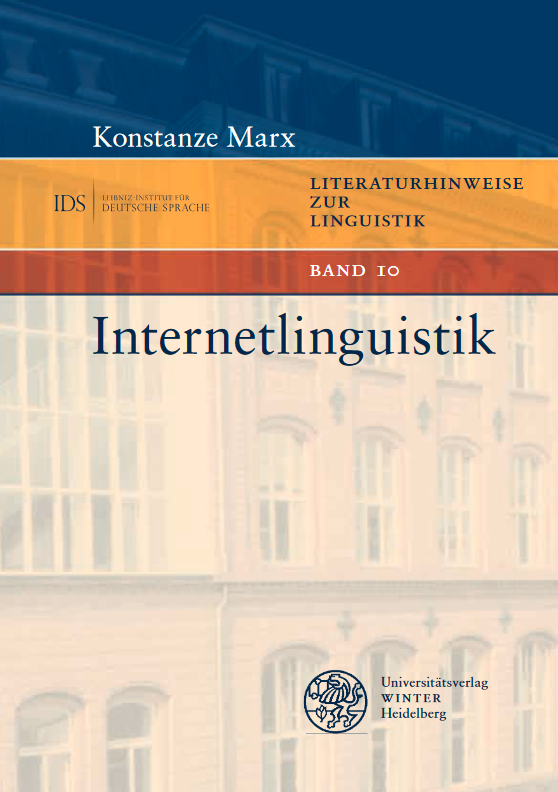 Konstanze Marx
IDS
LEIBNIZ-INSTITUT FÜR
DEUTSCHE SPRACHE
LITERATURHINWEISE
ZUR
LINGUISTIK
BAND 10
Internetlinguistik
Universitätsverlag
WINTER
Heidelberg